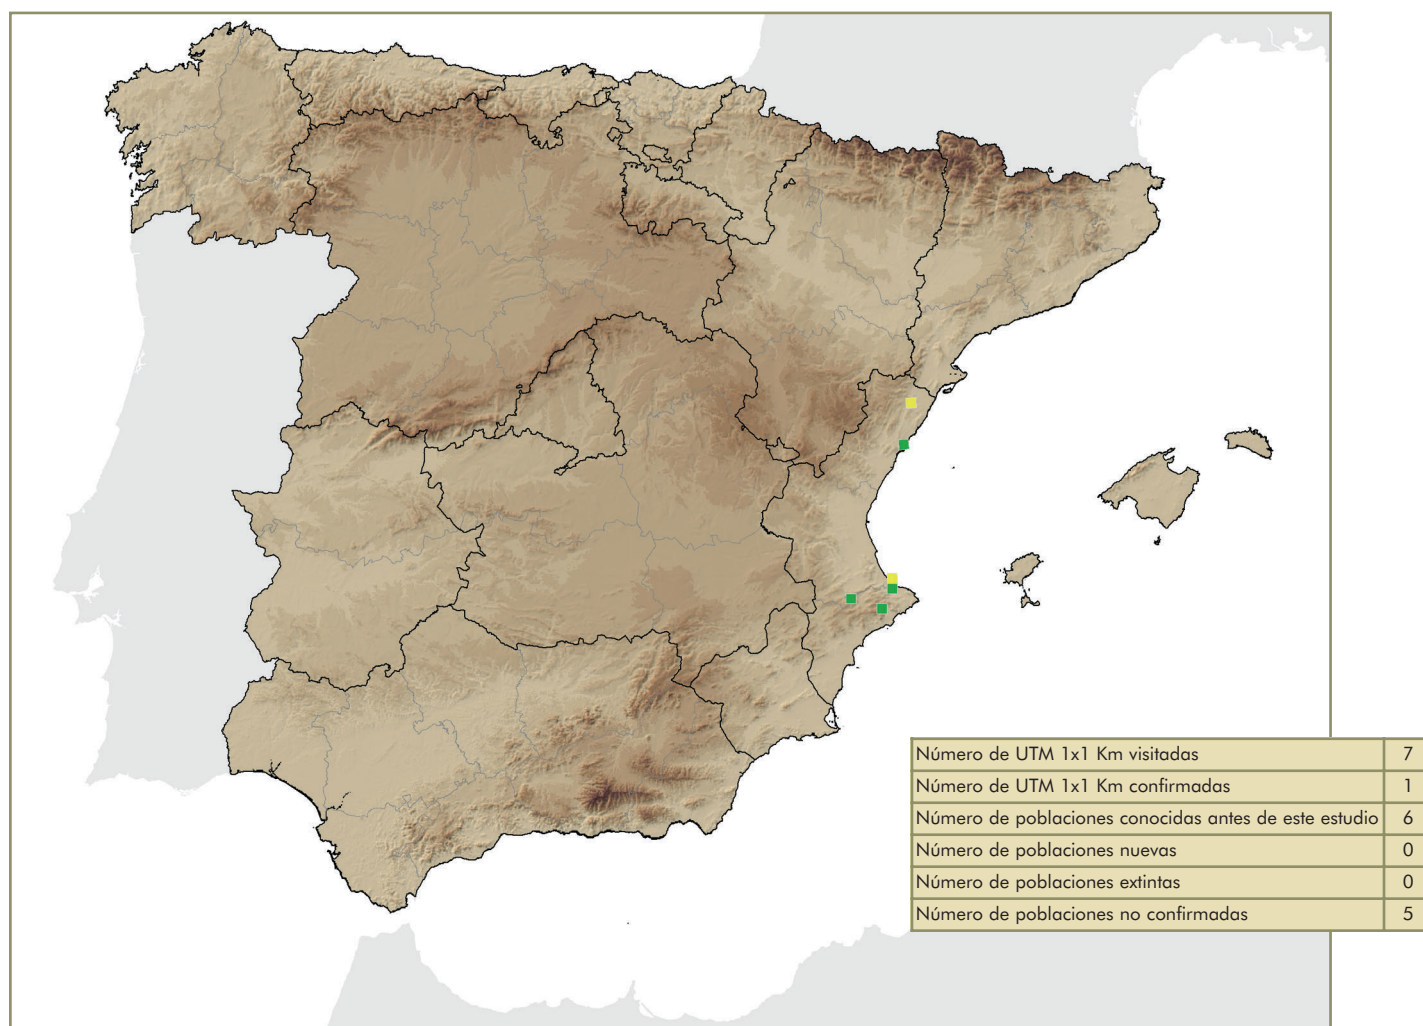 Número de UTM 1x1 Km visitadas 7
Número de UTM 1x1 Km confirmadas 1
Número de poblaciones conocidas antes de este estudio 6
Número de poblaciones nuevas 0
Número de poblaciones extintas 0
Número de poblaciones no confirmadas 5